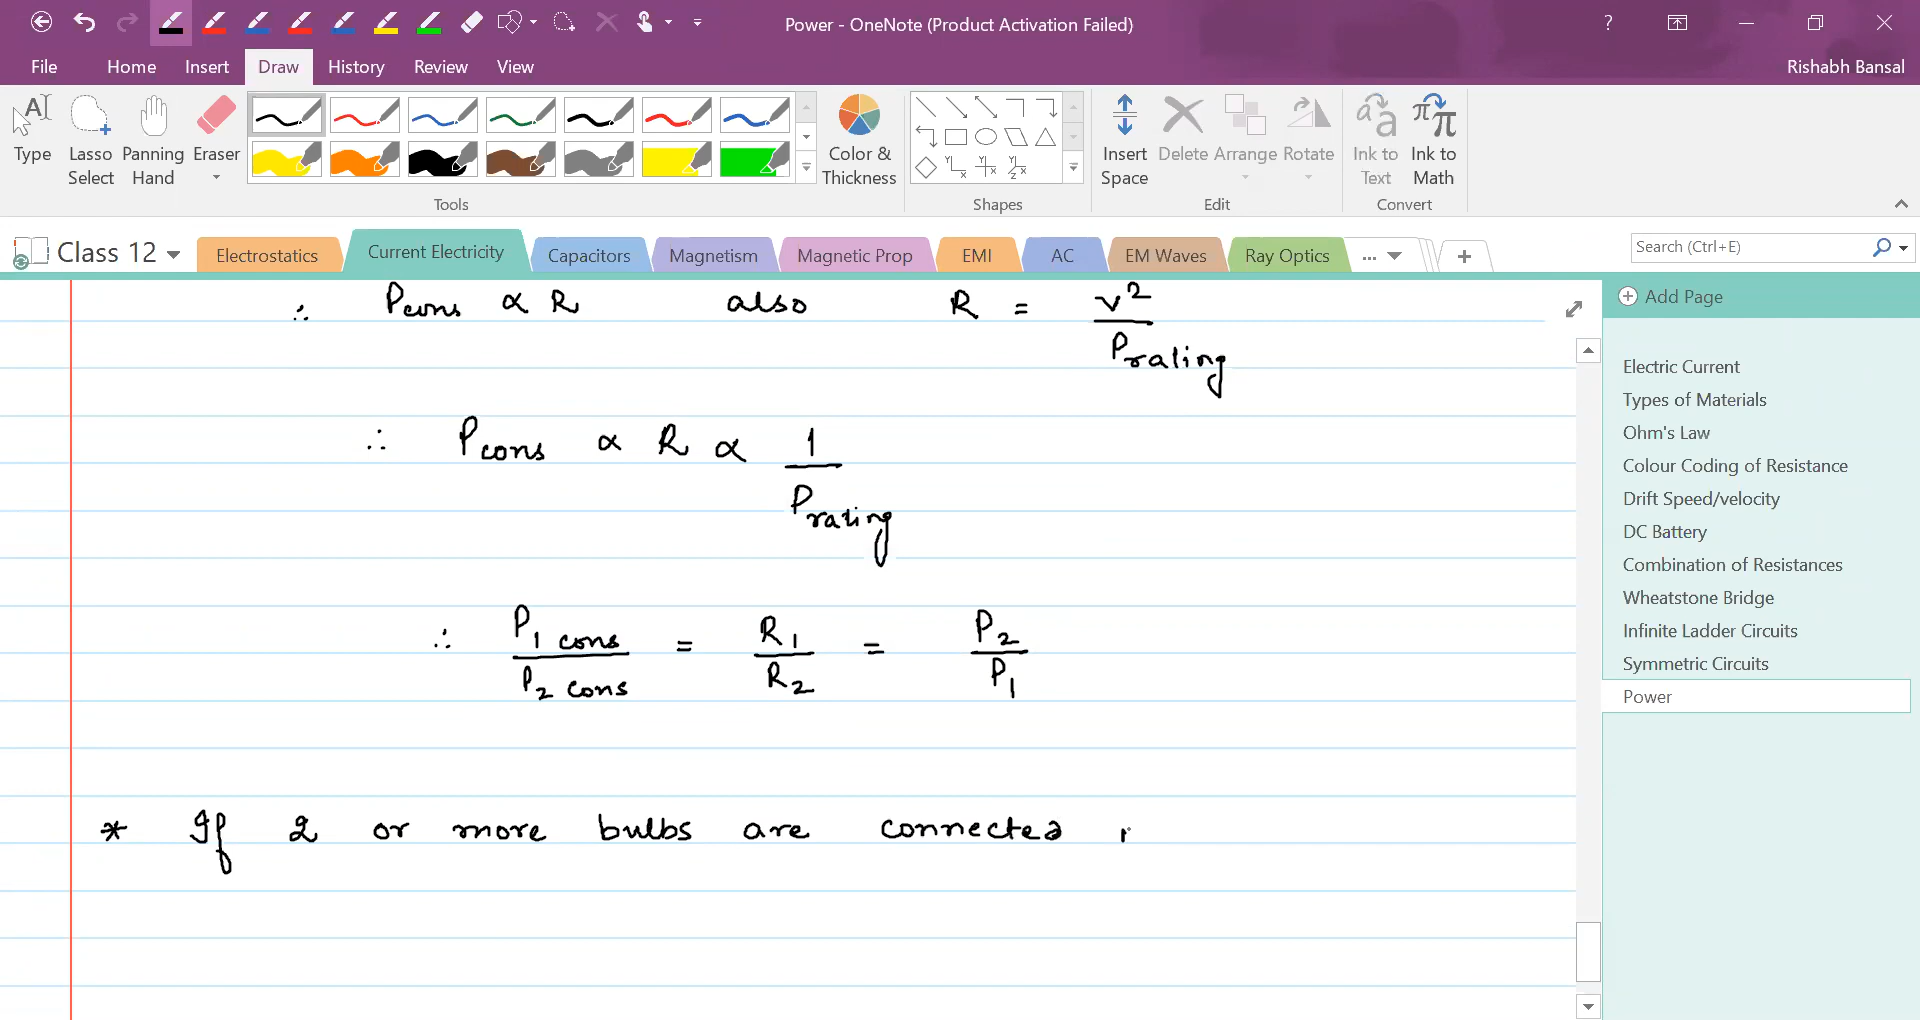 Power - OneNote (Product Activation Failed)
?
File Home Insert Draw History Review View
Rishabh Bansal
Type
Lasso Select
Panning Hand
Eraser
Color & Thickness
Insert Space
Delete
Arrange
Rotate
Ink to Text
Ink to Math
Tools
Shapes
Edit
Convert
Class 12
Electrostatics
Current Electricity
Capacitors
Magnetism
Magnetic Prop
EMI
AC
EM Waves
Ray Optics
...
+
Search (Ctrl+E)
∴ Pcons ∝ R also R = v²/Prating
∴ Pcons ∝ R ∝ 1/Prating
∴ P1 cons/P2 cons = R1/R2 = P2/P1
* If 2 or more bulbs are connected
Add Page
Electric Current
Types of Materials
Ohm's Law
Colour Coding of Resistance
Drift Speed/velocity
DC Battery
Combination of Resistances
Wheatstone Bridge
Infinite Ladder Circuits
Symmetric Circuits
Power